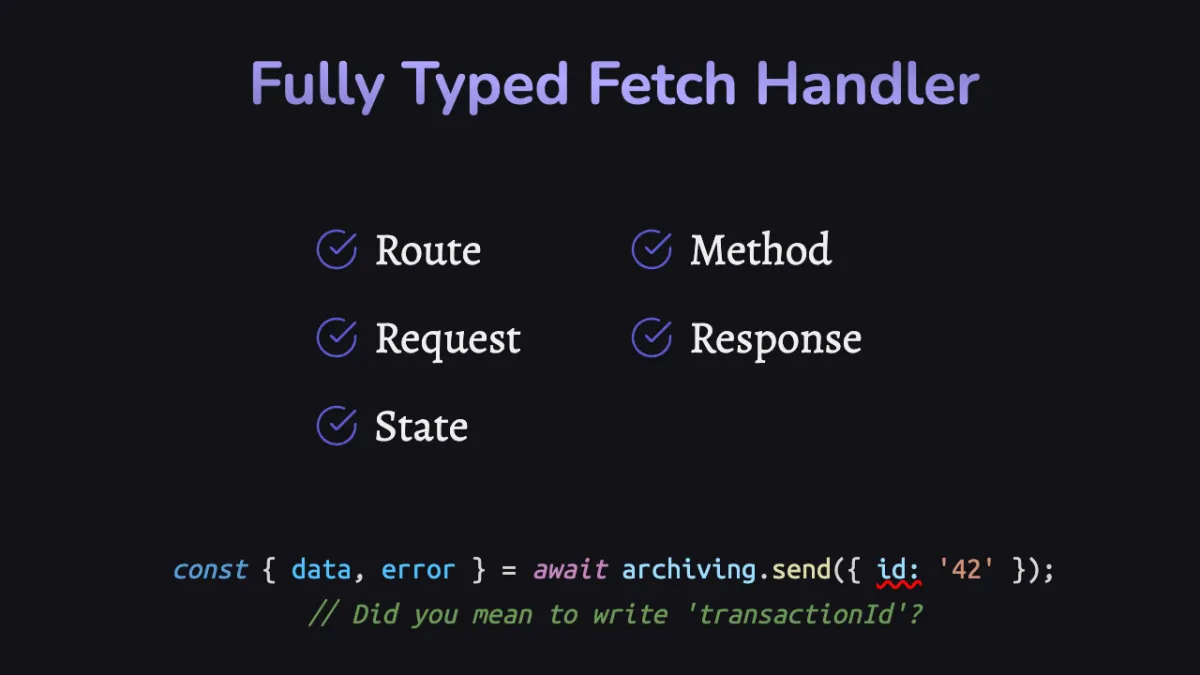 Fully Typed Fetch Handler
Route
Method
Request
Response
State
const { data, error } = await archiving.send({ id: '42' });
// Did you mean to write 'transactionId'?